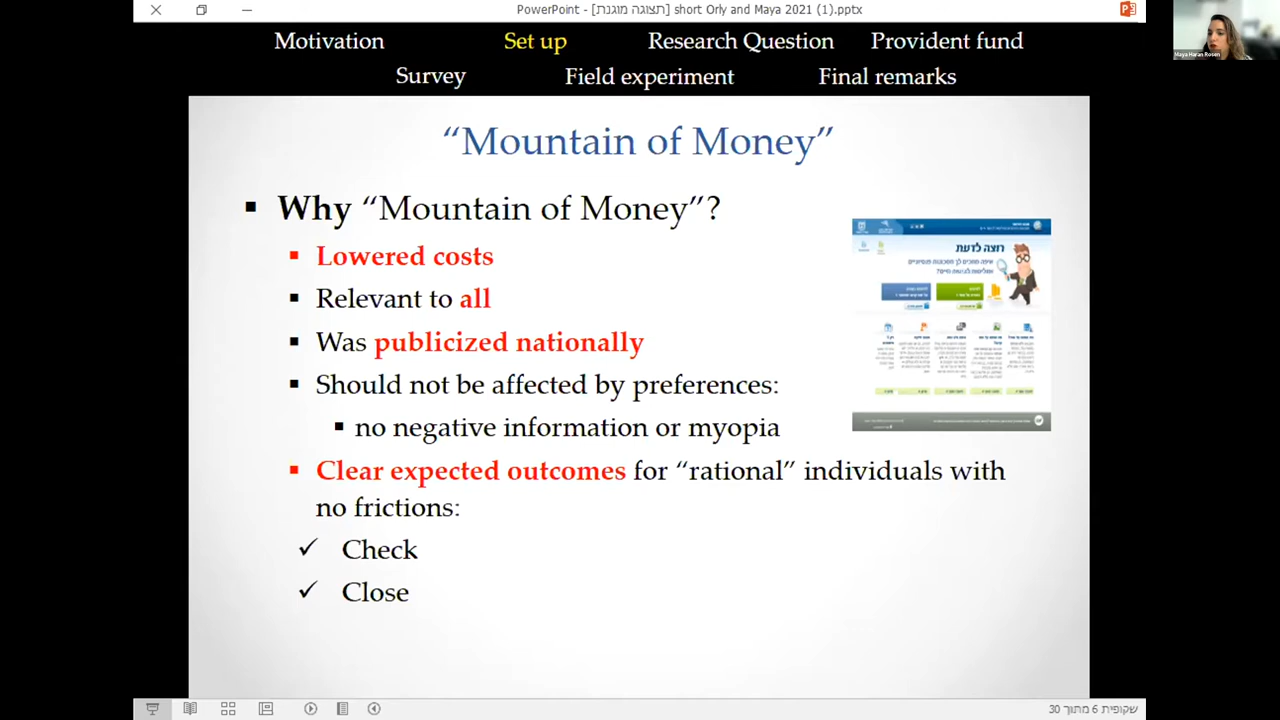 PowerPoint - [תצוגה מוגנת] short Orly and Maya 2021 (1).pptx
Maya Haran Rosen
Motivation Set up Research Question Provident fund
Survey Field experiment Final remarks
“Mountain of Money”
▪ Why “Mountain of Money”?
▪ Lowered costs
▪ Relevant to all
▪ Was publicized nationally
▪ Should not be affected by preferences:
▪ no negative information or myopia
▪ Clear expected outcomes for “rational” individuals with
no frictions:
✓ Check
✓ Close
רוצה לדעת
שקופית 6 מתוך 30